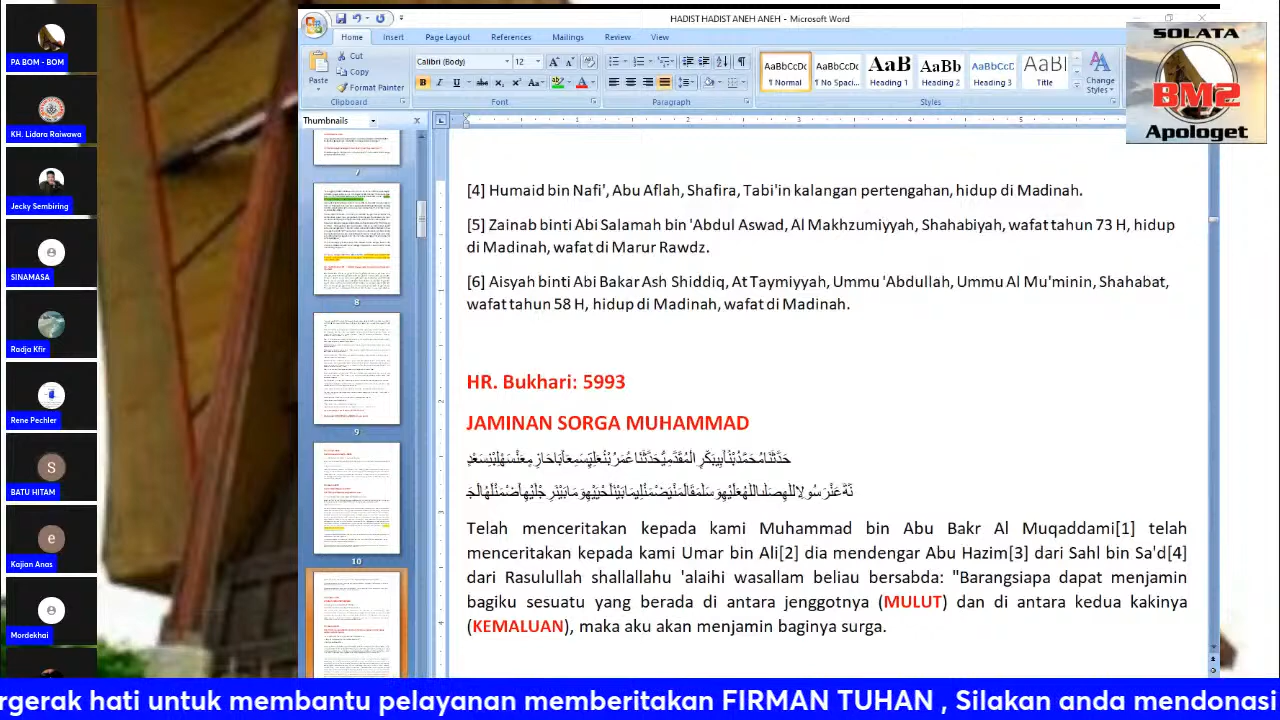 HADIST HADIST ANEH ANEH - Microsoft Word
Home Insert Page Layout References Mailings Review View
Paste Cut Copy Format Painter
Calibri (Body) 12
AaBbCcDc ¶ Normal AaBbCcDc ¶ No Spaci... AaB Heading 1 AaBb Heading 2 AaBbCc Heading 3 AaB Title Change Styles
Clipboard Font Paragraph Styles
Thumbnails
7
8
9
10
PA BOM - BOM
KH. Lidara Raiwawa
Jecky Sembiring
SINAMASA
Radja Kfir
Rene Pechler
S
BATU HITAM
e
Kajian Anas
Mordekhai
SOLATA
BM2
Apologet
[4] Humaid bin Nafi', Abu Aflah, Shafira, Tabi'in kalangan pertengahan, hidup di Madinah.
[5] Zainab binti Abi Salamah bin 'Abdul Aswad, Al Makhzumiyyah, Shahabiyah, wafat tahun 73 H, hidup
di Madinah, wafat di Marur Rawdz.
[6] Aisyah binti Abi Bakar Ash Shiddiq, At Taymiyyah, Ummu 'Abdullah, Ummu Al Mu'minin, Shahabat,
wafat tahun 58 H, hidup di Madinah, wafat di Madinah.
HR. Bukhari: 5993
JAMINAN SORGA MUHAMMAD
Telah menceritakan kepada kami Muhammad bin Abu Bakr Al Muqaddami[1] telah
menceritakan kepada kami Umar bin Ali[2] dia mendengar Abu Hazim[3] dari Sahl bin Sa'd[4]
dari Rasulullah shallallahu 'alaihi wasallam beliau bersabda: "Barangsiapa dapat menjamin
bagiku sesuatu yang berada di antara janggotnya (MULUT) dan di antara kedua kakinya
(KEMALUAN), maka aku akan menjamin baginya surga.
rgerak hati untuk membantu pelayanan memberitakan FIRMAN TUHAN , Silakan anda mendonasi